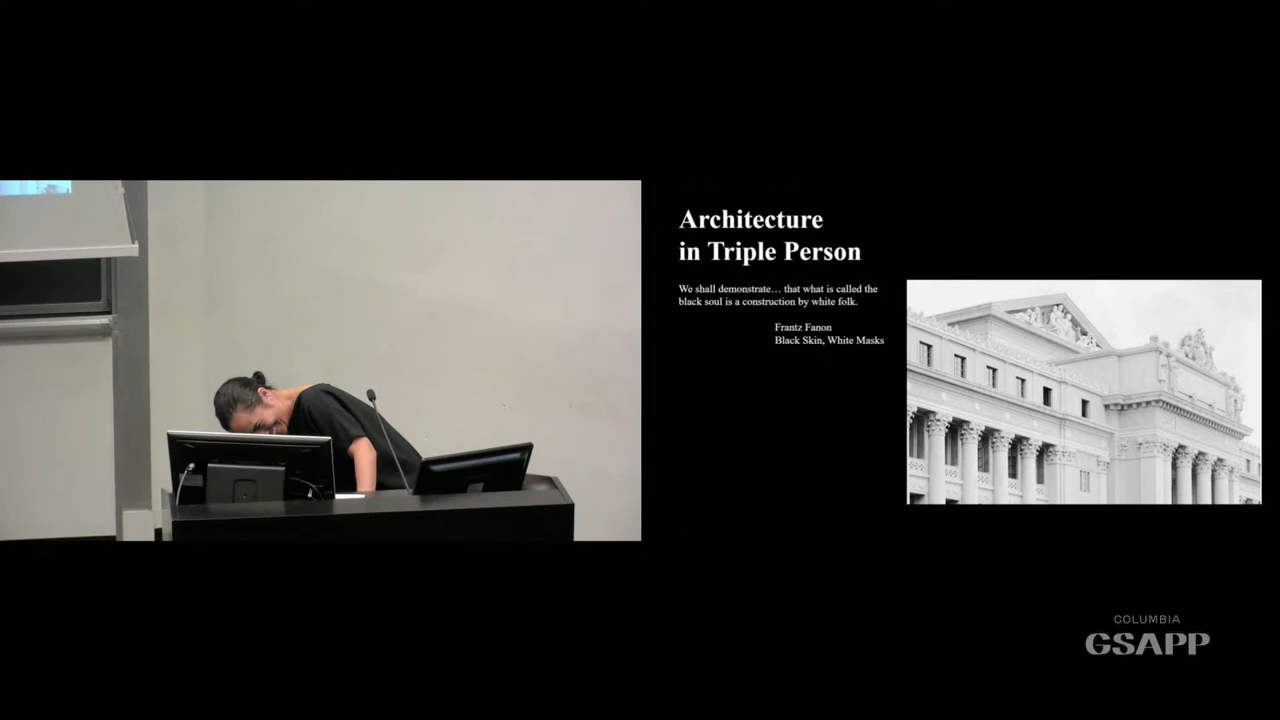 Architecture
in Triple Person
We shall demonstrate… that what is called the
black soul is a construction by white folk.
Frantz Fanon
Black Skin, White Masks
COLUMBIA
GSAPP